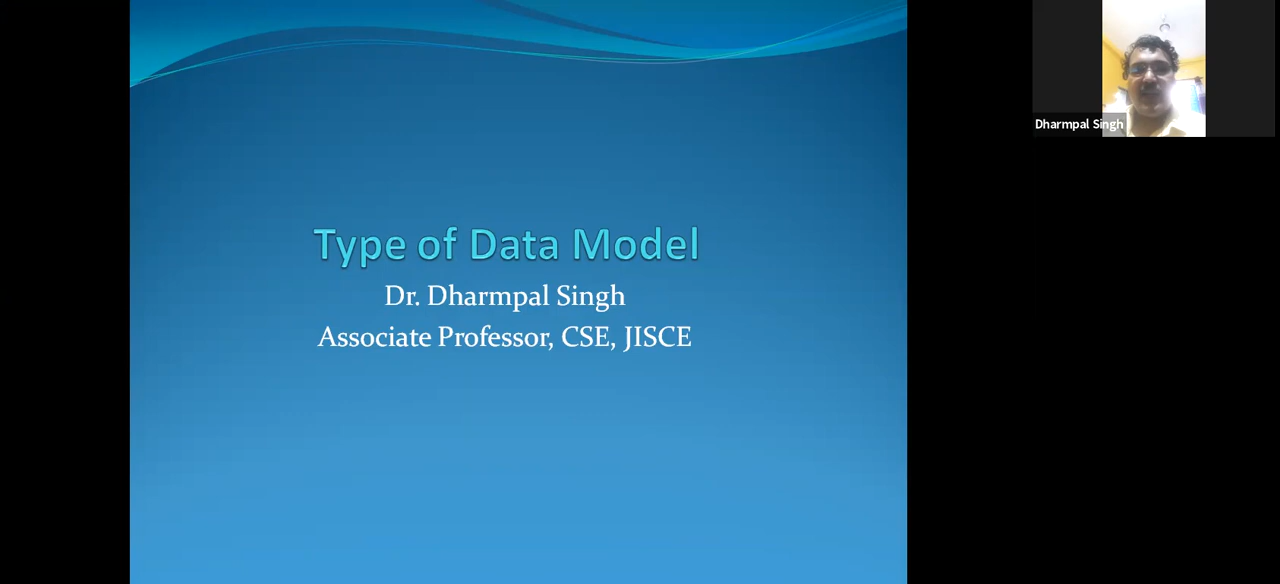 Type of Data Model
Dr. Dharmpal Singh
Associate Professor, CSE, JISCE
Dharmpal Singh